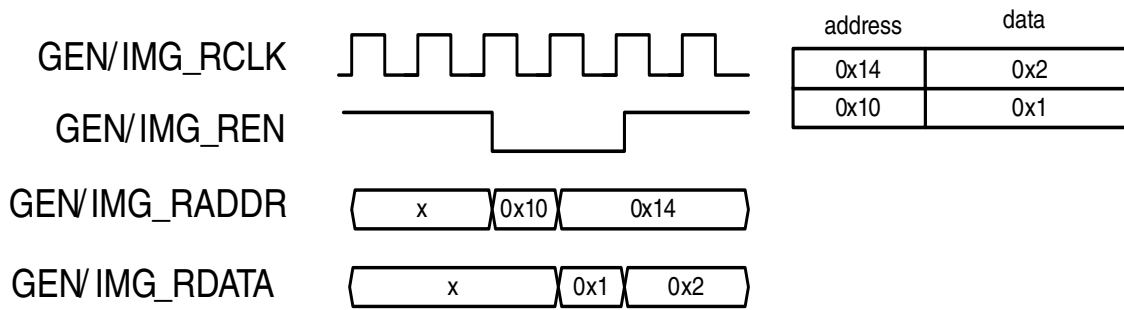 address data
GEN/IMG_RCLK
0x14 0x2
0x10 0x1
GEN/IMG_REN
GEN/IMG_RADDR x 0x10 0x14
GEN/IMG_RDATA x 0x1 0x2